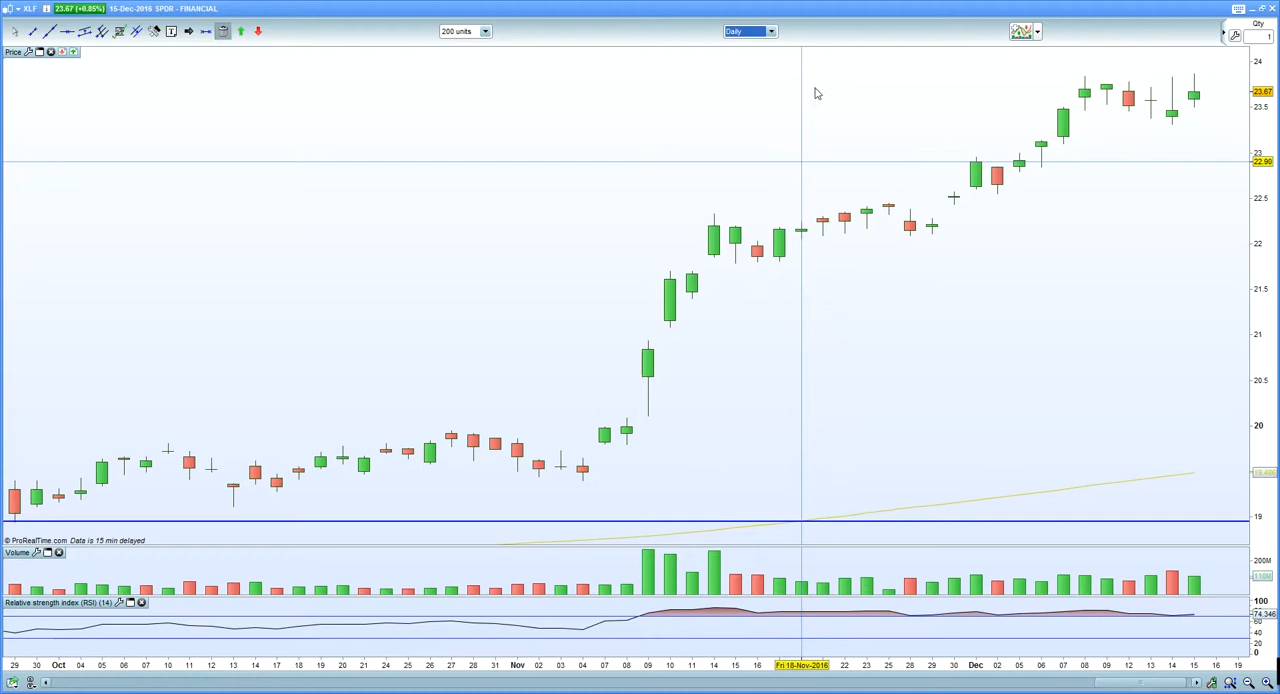 XLF 23.67 (+0.85%) 15-Dec-2016 SPDR - FINANCIAL
200 units Daily Qty
1
Price
24
23.67
23.5
23
22.90
22.5
22
21.5
21
20.5
20
19
© ProRealTime.com Data is 15 min delayed
Volume
200M
110M
Relative strength index (RSI) (14)
100
74.346
60
40
20
0
29 30 Oct 04 05 06 07 10 11 12 13 14 17 18 19 20 21 24 25 26 27 28 31 Nov 02 03 04 07 08 09 10 11 14 15 16 Fri 18-Nov-2016 22 23 25 28 29 30 Dec 02 05 06 07 08 09 12 13 14 15 16 19